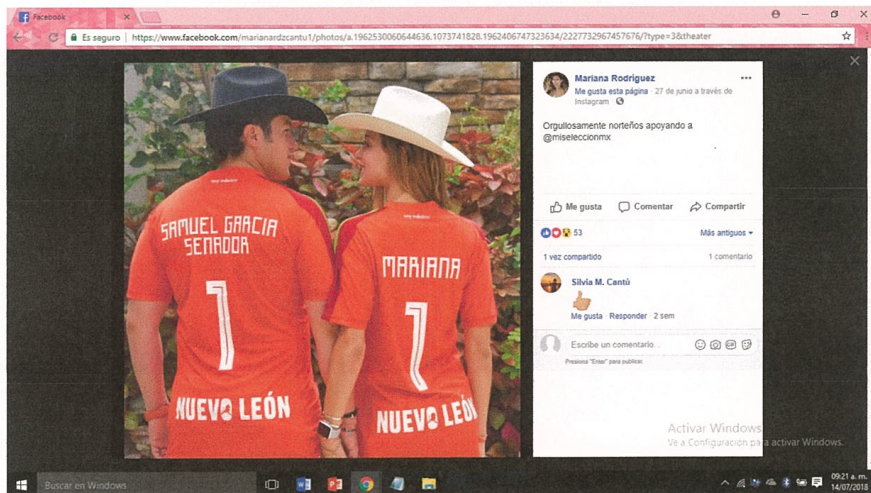 Facebook
Es seguro | https://www.facebook.com/marianardzcantu1/photos/a.1962530060644636.1073741828.1962406747323634/2227732967457676/?type=3&theater
Mariana Rodriguez
Me gusta esta página · 27 de junio a través de
Instagram ·
Orgullosamente norteños apoyando a
@miseleccionmx
Me gusta Comentar Compartir
53 Más antiguos
1 vez compartido 1 comentario
Silvia M. Cantú
Me gusta · Responder · 2 sem
Escribe un comentario...
GIF
Presiona "Enter" para publicar.
SAMUEL GARCIA
SENADOR
1
NUEVO LEÓN
MARIANA
1
NUEVO LEÓN
Activar Windows
Ve a Configuración para activar Windows.
Buscar en Windows
09:21 a. m.
14/07/2018